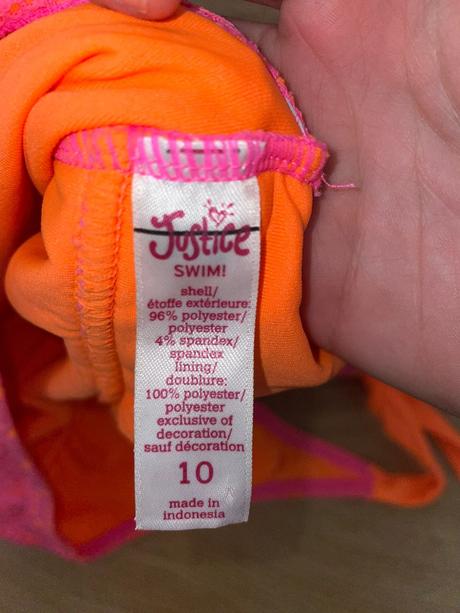 Justice
SWIM!
shell/
étoffe extérieure:
96% polyester/
polyester
4% spandex/
spandex
lining/
doublure:
100% polyester/
polyester
exclusive of
decoration/
sauf décoration
10
made in
indonesia